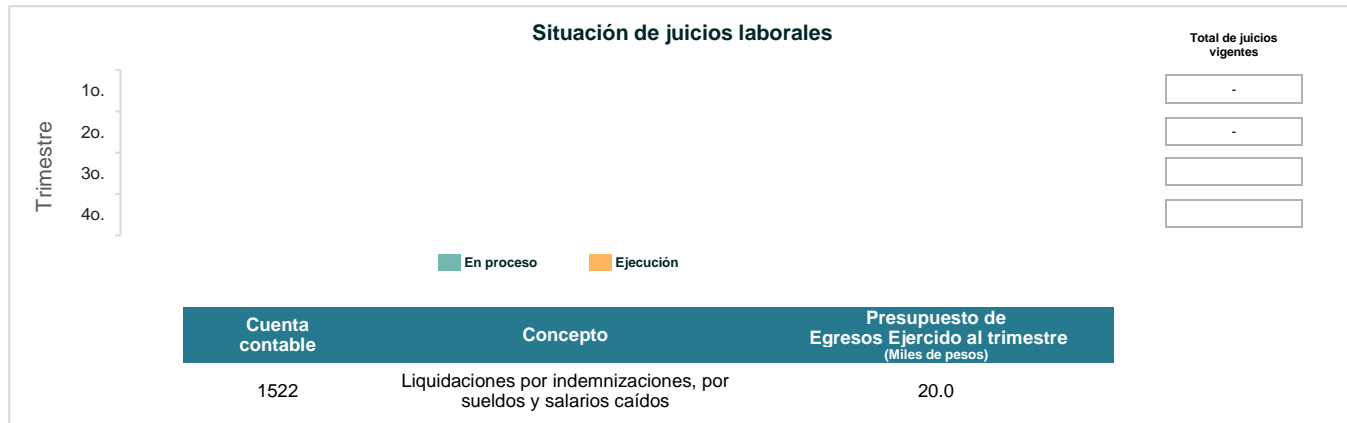 Situación de juicios laborales
Total de juicios
vigentes
Trimestre
1o.
-
2o.
-
3o.
4o.
En proceso
Ejecución
Cuenta
contable
Concepto
Presupuesto de
Egresos Ejercido al trimestre
(Miles de pesos)
1522
Liquidaciones por indemnizaciones, por
sueldos y salarios caídos
20.0